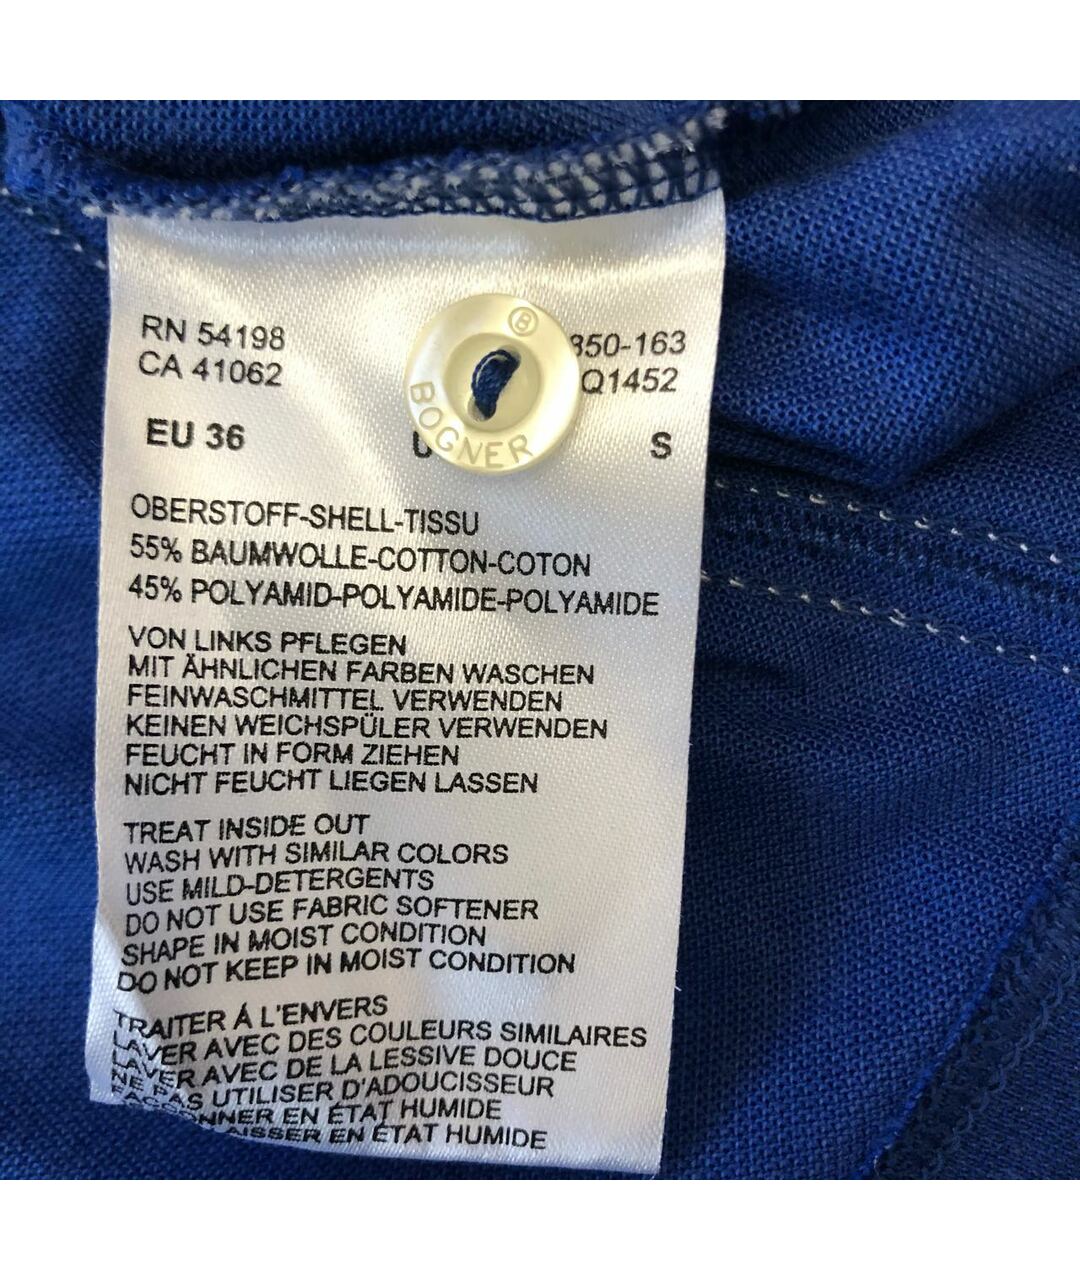 RN 54198
CA 41062
350-163
Q1452
® BOGNER
EU 36
S
OBERSTOFF-SHELL-TISSU
55% BAUMWOLLE-COTTON-COTON
45% POLYAMID-POLYAMIDE-POLYAMIDE
VON LINKS PFLEGEN
MIT ÄHNLICHEN FARBEN WASCHEN
FEINWASCHMITTEL VERWENDEN
KEINEN WEICHSPÜLER VERWENDEN
FEUCHT IN FORM ZIEHEN
NICHT FEUCHT LIEGEN LASSEN
TREAT INSIDE OUT
WASH WITH SIMILAR COLORS
USE MILD-DETERGENTS
DO NOT USE FABRIC SOFTENER
SHAPE IN MOIST CONDITION
DO NOT KEEP IN MOIST CONDITION
TRAITER Á L'ENVERS
LAVER AVEC DES COULEURS SIMILAIRES
LAVER AVEC DE LA LESSIVE DOUCE
NE PAS UTILISER D'ADOUCISSEUR
FAÇONNER EN ÉTAT HUMIDE
LAISSER EN ÉTAT HUMIDE